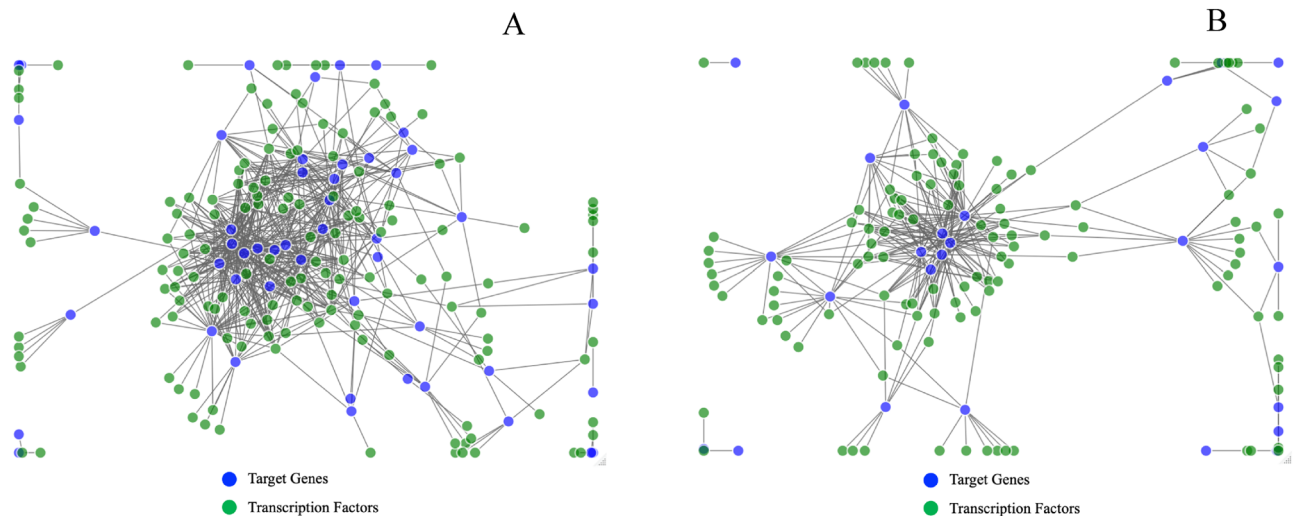 A
B
Target Genes
Transcription Factors
Target Genes
Transcription Factors